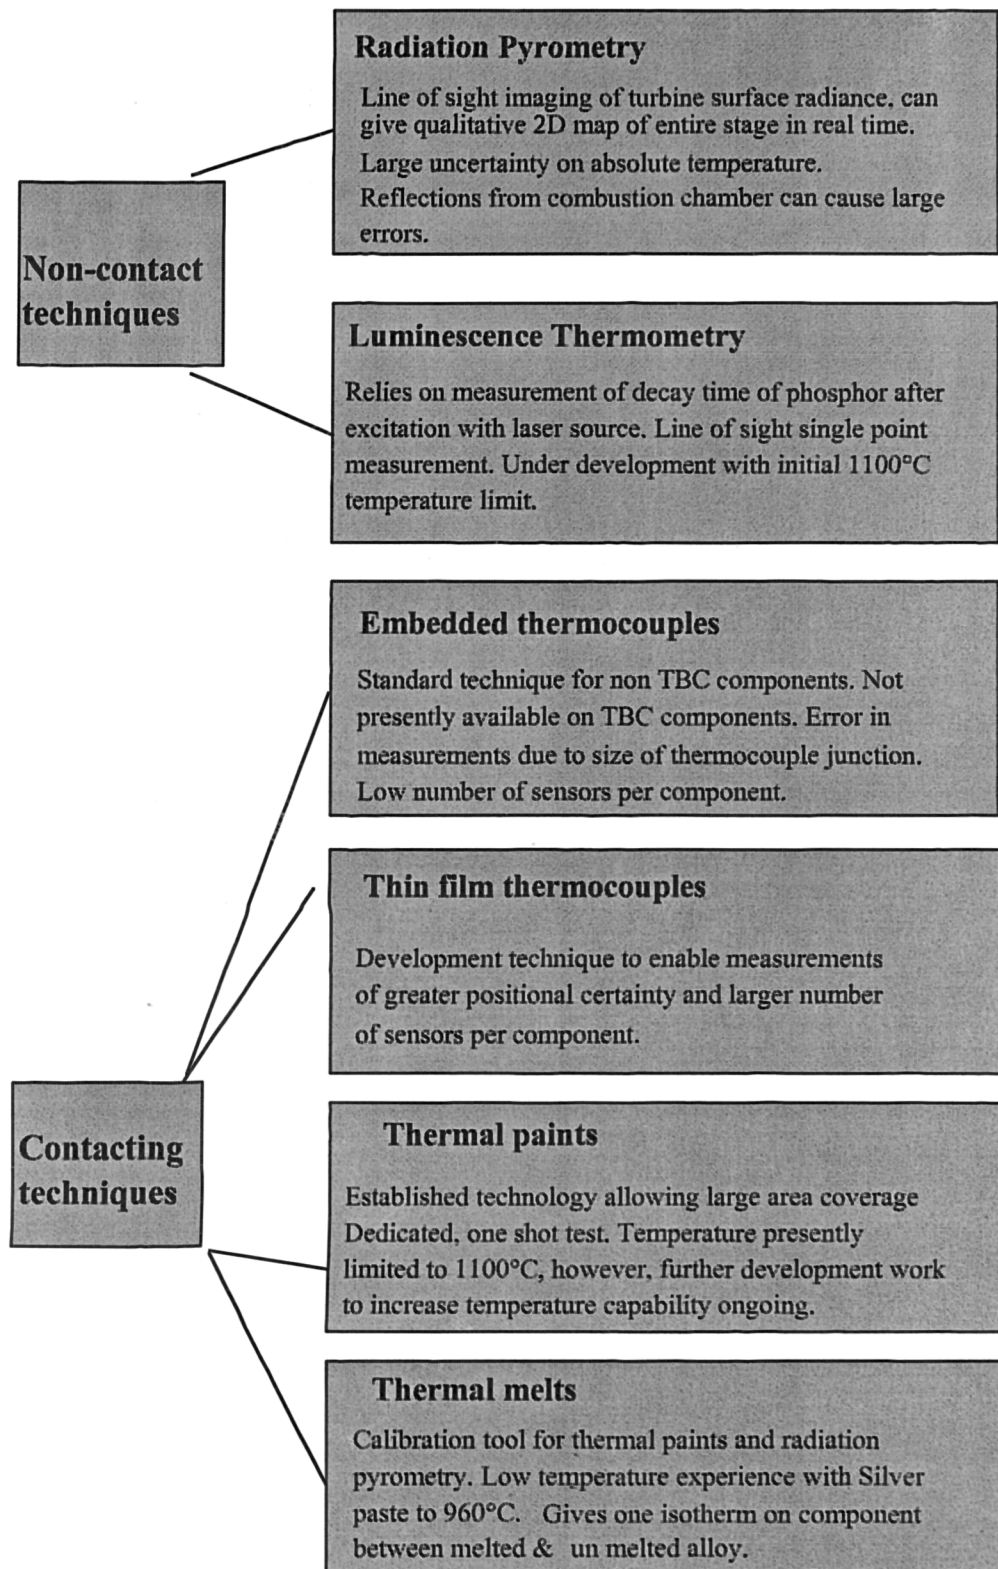 Radiation Pyrometry
Line of sight imaging of turbine surface radiance, can
give qualitative 2D map of entire stage in real time.
Large uncertainty on absolute temperature.
Reflections from combustion chamber can cause large
errors.
Non-contact
techniques
Luminescence Thermometry
Relies on measurement of decay time of phosphor after
excitation with laser source. Line of sight single point
measurement. Under development with initial 1100°C
temperature limit.
Embedded thermocouples
Standard technique for non TBC components. Not
presently available on TBC components. Error in
measurements due to size of thermocouple junction.
Low number of sensors per component.
Thin film thermocouples
Development technique to enable measurements
of greater positional certainty and larger number
of sensors per component.
Contacting
techniques
Thermal paints
Established technology allowing large area coverage
Dedicated, one shot test. Temperature presently
limited to 1100°C, however, further development work
to increase temperature capability ongoing.
Thermal melts
Calibration tool for thermal paints and radiation
pyrometry. Low temperature experience with Silver
paste to 960°C. Gives one isotherm on component
between melted & un melted alloy.